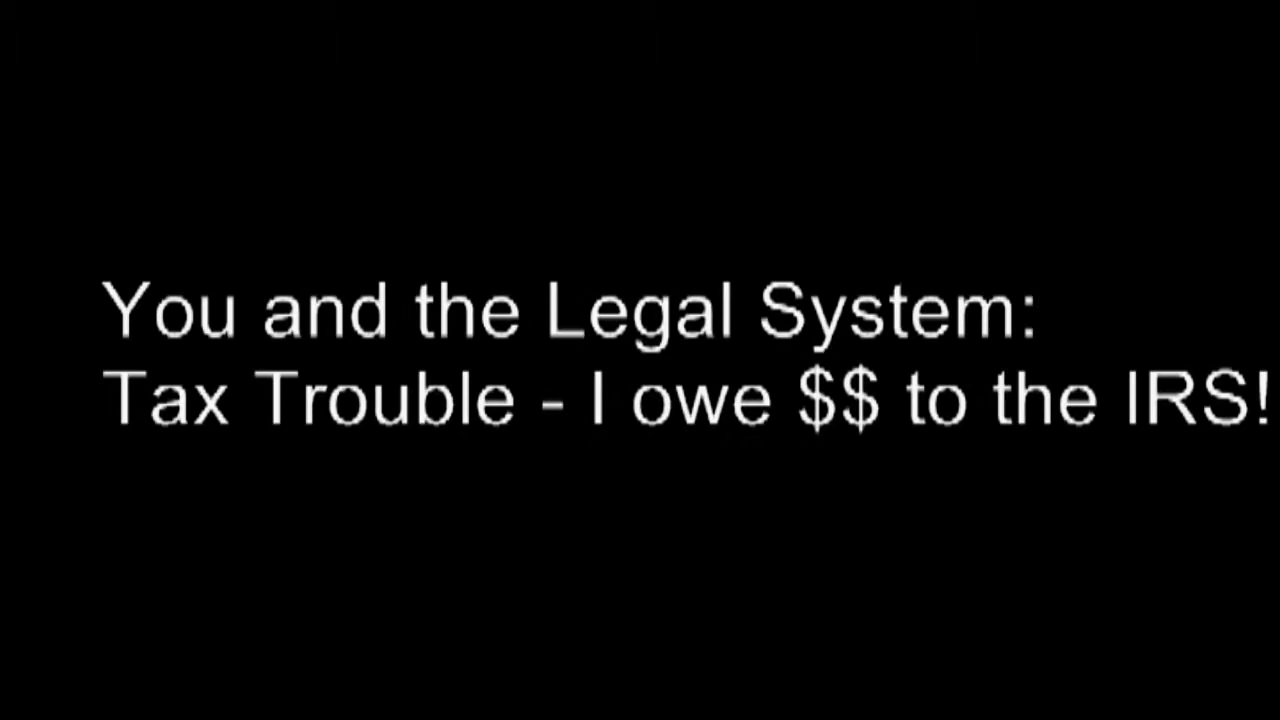 You and the Legal System:
Tax Trouble - I owe $$ to the IRS!